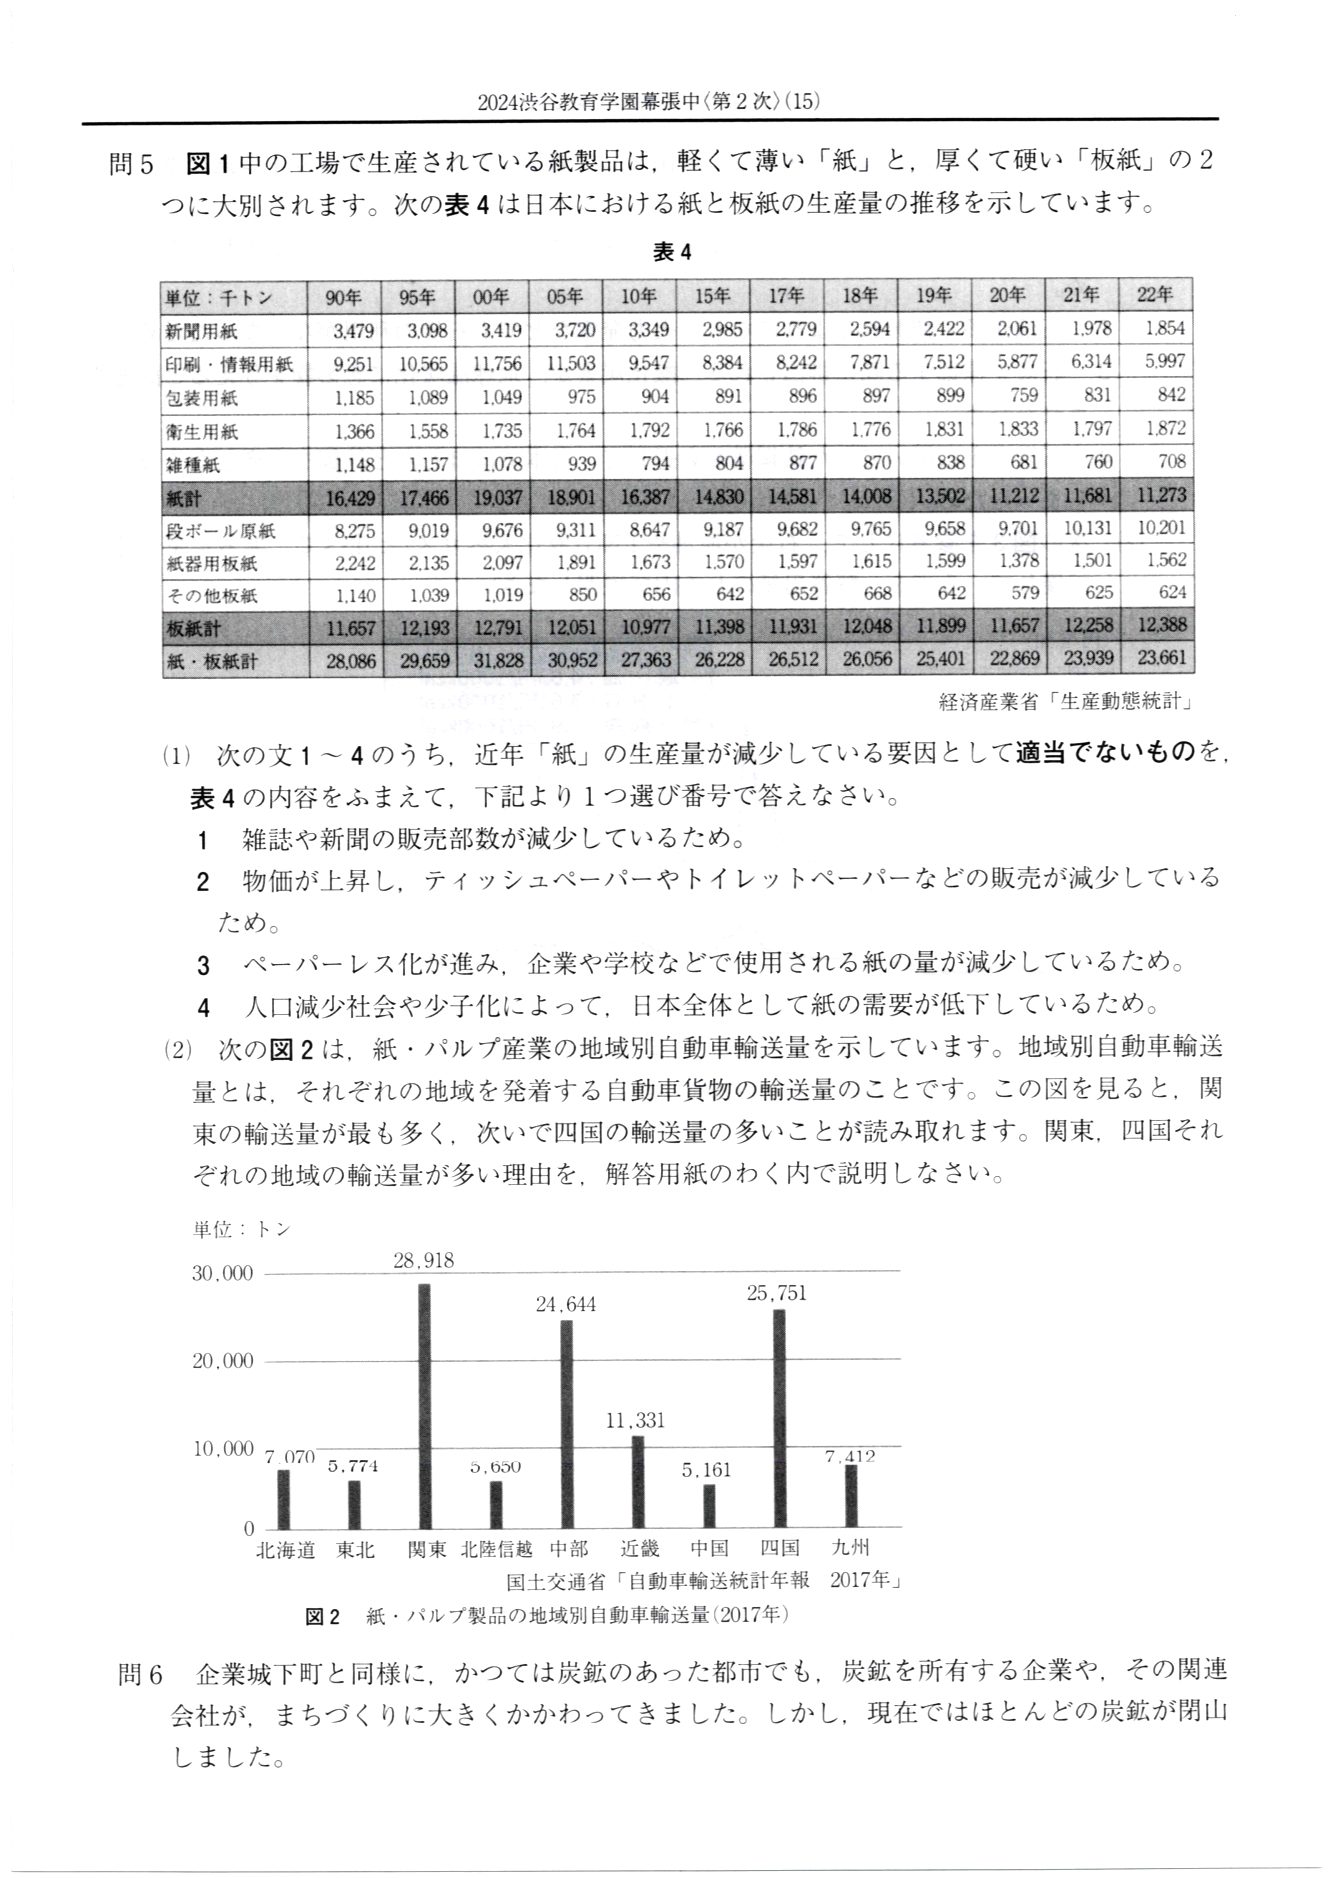 2024渋谷教育学園幕張中〈第2次〉(15)
問5 図1中の工場で生産されている紙製品は，軽くて薄い「紙」と，厚くて硬い「板紙」の2
つに大別されます。次の表4は日本における紙と板紙の生産量の推移を示しています。
表4
単位：千トン 90年 95年 00年 05年 10年 15年 17年 18年 19年 20年 21年 22年
新聞用紙 3,479 3,098 3,419 3,720 3,349 2,985 2,779 2,594 2,422 2,061 1,978 1,854
印刷・情報用紙 9,251 10,565 11,756 11,503 9,547 8,384 8,242 7,871 7,512 5,877 6,314 5,997
包装用紙 1,185 1,089 1,049 975 904 891 896 897 899 759 831 842
衛生用紙 1,366 1,558 1,735 1,764 1,792 1,766 1,786 1,776 1,831 1,833 1,797 1,872
雑種紙 1,148 1,157 1,078 939 794 804 877 870 838 681 760 708
紙計 16,429 17,466 19,037 18,901 16,387 14,830 14,581 14,008 13,502 11,212 11,681 11,273
段ボール原紙 8,275 9,019 9,676 9,311 8,647 9,187 9,682 9,765 9,658 9,701 10,131 10,201
紙器用板紙 2,242 2,135 2,097 1,891 1,673 1,570 1,597 1,615 1,599 1,378 1,501 1,562
その他板紙 1,140 1,039 1,019 850 656 642 652 668 642 579 625 624
板紙計 11,657 12,193 12,791 12,051 10,977 11,398 11,931 12,048 11,899 11,657 12,258 12,388
紙・板紙計 28,086 29,659 31,828 30,952 27,363 26,228 26,512 26,056 25,401 22,869 23,939 23,661
経済産業省「生産動態統計」
(1) 次の文1～4のうち，近年「紙」の生産量が減少している要因として適当でないものを，
表4の内容をふまえて，下記より1つ選び番号で答えなさい。
1 雑誌や新聞の販売部数が減少しているため。
2 物価が上昇し，ティッシュペーパーやトイレットペーパーなどの販売が減少している
ため。
3 ペーパーレス化が進み，企業や学校などで使用される紙の量が減少しているため。
4 人口減少社会や少子化によって，日本全体として紙の需要が低下しているため。
(2) 次の図2は，紙・パルプ産業の地域別自動車輸送量を示しています。地域別自動車輸送
量とは，それぞれの地域を発着する自動車貨物の輸送量のことです。この図を見ると，関
東の輸送量が最も多く，次いで四国の輸送量の多いことが読み取れます。関東，四国それ
ぞれの地域の輸送量が多い理由を，解答用紙のわく内で説明しなさい。
単位：トン
30,000
20,000
10,000
0
7,070 5,774 28,918 5,650 24,644 11,331 5,161 25,751 7,412
北海道 東北 関東 北陸信越 中部 近畿 中国 四国 九州
国土交通省「自動車輸送統計年報 2017年」
図2 紙・パルプ製品の地域別自動車輸送量(2017年)
問6 企業城下町と同様に，かつては炭鉱のあった都市でも，炭鉱を所有する企業や，その関連
会社が，まちづくりに大きくかかわってきました。しかし，現在ではほとんどの炭鉱が閉山
しました。